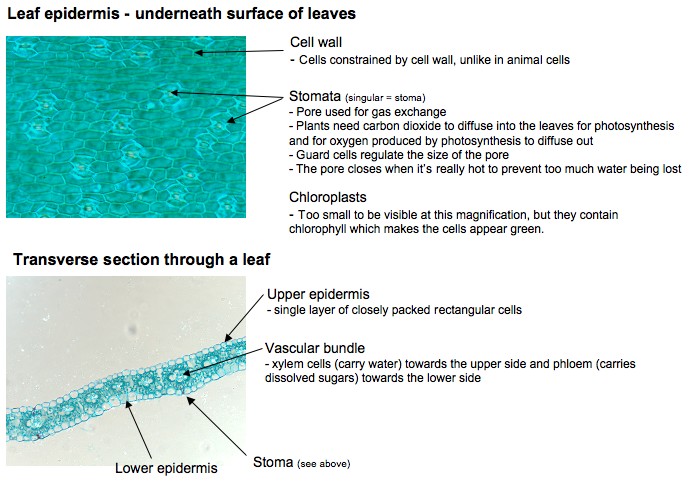 Leaf epidermis - underneath surface of leaves
Cell wall
- Cells constrained by cell wall, unlike in animal cells
Stomata (singular = stoma)
- Pore used for gas exchange
- Plants need carbon dioxide to diffuse into the leaves for photosynthesis
and for oxygen produced by photosynthesis to diffuse out
- Guard cells regulate the size of the pore
- The pore closes when it's really hot to prevent too much water being lost
Chloroplasts
- Too small to be visible at this magnification, but they contain
chlorophyll which makes the cells appear green.
Transverse section through a leaf
Upper epidermis
- single layer of closely packed rectangular cells
Vascular bundle
- xylem cells (carry water) towards the upper side and phloem (carries
dissolved sugars) towards the lower side
Lower epidermis
Stoma (see above)